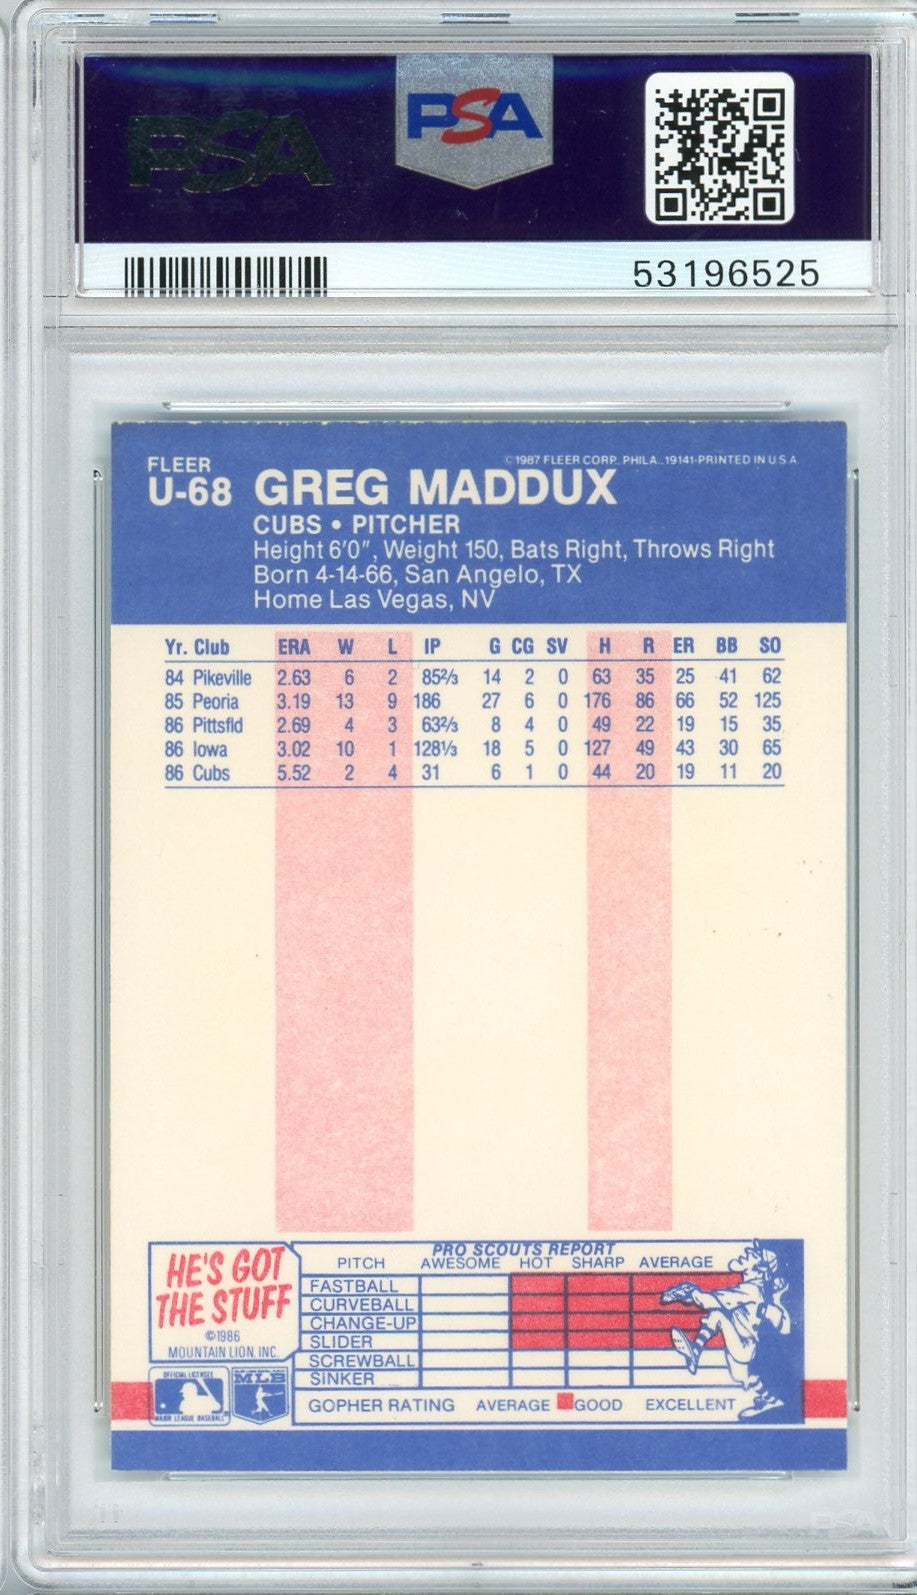 PSA
PSA
53196525
FLEER
©1987 FLEER CORP. PHILA., 19141-PRINTED IN U.S.A
U-68 GREG MADDUX
CUBS • PITCHER
Height 6'0", Weight 150, Bats Right, Throws Right
Born 4-14-66, San Angelo, TX
Home Las Vegas, NV
Yr. Club ERA W L IP G CG SV H R ER BB SO
84 Pikeville 2.63 6 2 85⅔ 14 2 0 63 35 25 41 62
85 Peoria 3.19 13 9 186 27 6 0 176 86 66 52 125
86 Pittsfld 2.69 4 3 63⅔ 8 4 0 49 22 19 15 35
86 Iowa 3.02 10 1 128⅓ 18 5 0 127 49 43 30 65
86 Cubs 5.52 2 4 31 6 1 0 44 20 19 11 20
HE'S GOT
THE STUFF
©1986
MOUNTAIN LION, INC.
OFFICIAL LICENSEE
MAJOR LEAGUE BASEBALL
MLB
PRO SCOUTS REPORT
PITCH AWESOME HOT SHARP AVERAGE
FASTBALL
CURVEBALL
CHANGE-UP
SLIDER
SCREWBALL
SINKER
GOPHER RATING AVERAGE GOOD EXCELLENT
PSA